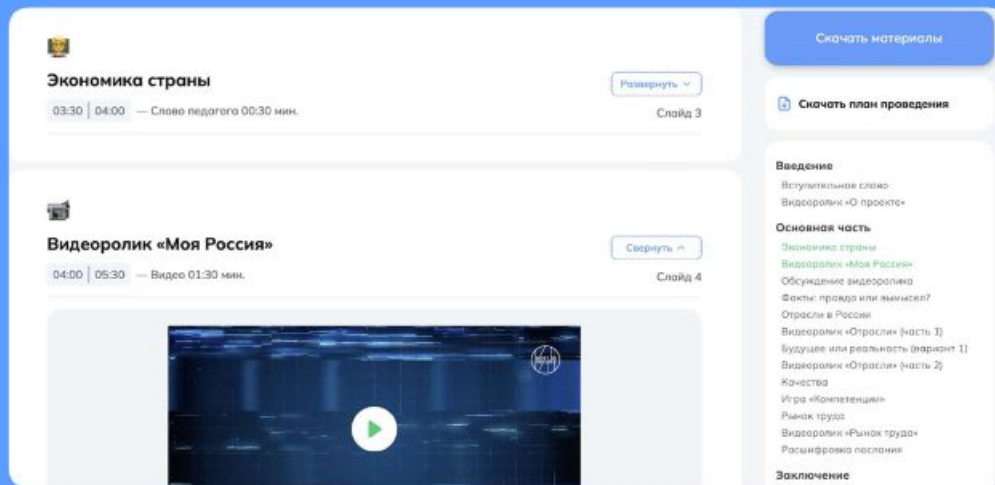 Экономика страны
Развернуть
03:30 | 04:00 — Слово педагога 00:30 мин.
Слайд 3
Видеоролик «Моя Россия»
Свернуть
04:00 | 05:30 — Видео 01:30 мин.
Слайд 4
Скачать материалы
Скачать план проведения
Введение
Вступительное слово
Видеоролик «О проекте»
Основная часть
Экономика страны
Видеоролик «Моя Россия»
Обсуждение видеоролика
Факты: правда или вымысел?
Отрасли в России
Видеоролик «Отрасли» (часть 1)
Будущее или реальность (вариант 1)
Видеоролик «Отрасли» (часть 2)
Качества
Игра «Компетенции»
Рынок труда
Видеоролик «Рынок труда»
Расшифровка послания
Заключение